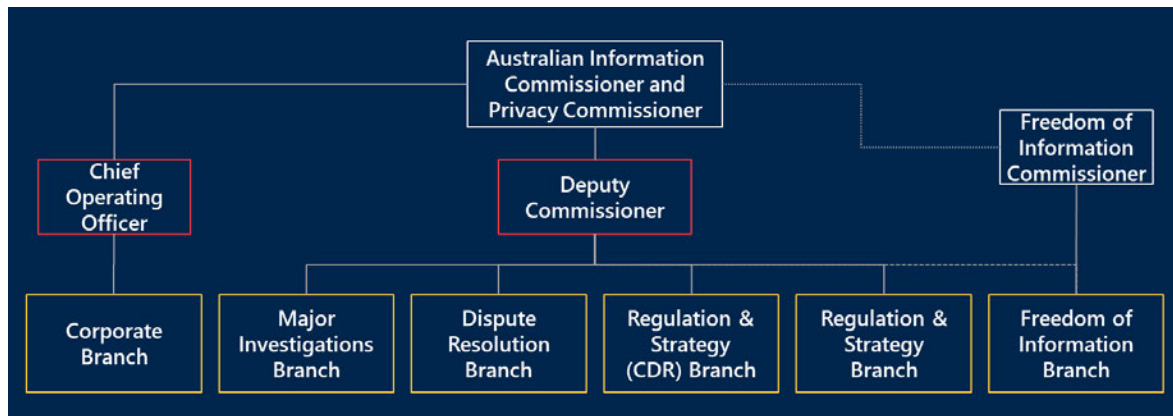 Australian Information
Commissioner and
Privacy Commissioner
Freedom of
Information
Commissioner
Chief
Operating
Officer
Deputy
Commissioner
Corporate
Branch
Major
Investigations
Branch
Dispute
Resolution
Branch
Regulation &
Strategy
(CDR) Branch
Regulation &
Strategy
Branch
Freedom of
Information
Branch